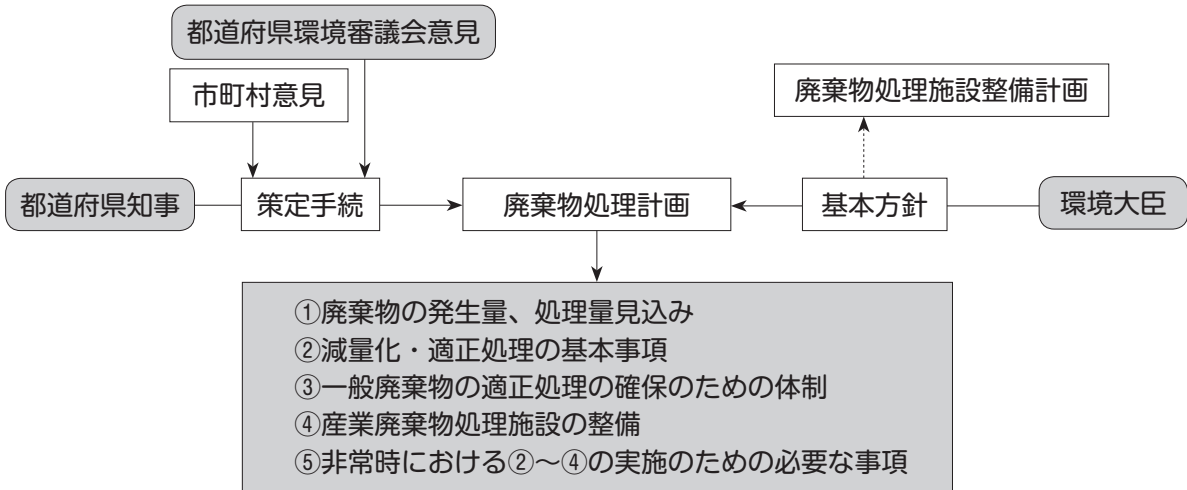 都道府県環境審議会意見
市町村意見
廃棄物処理施設整備計画
都道府県知事
策定手続
廃棄物処理計画
基本方針
環境大臣
①廃棄物の発生量、処理量見込み
②減量化・適正処理の基本事項
③一般廃棄物の適正処理の確保のための体制
④産業廃棄物処理施設の整備
⑤非常時における②～④の実施のための必要な事項